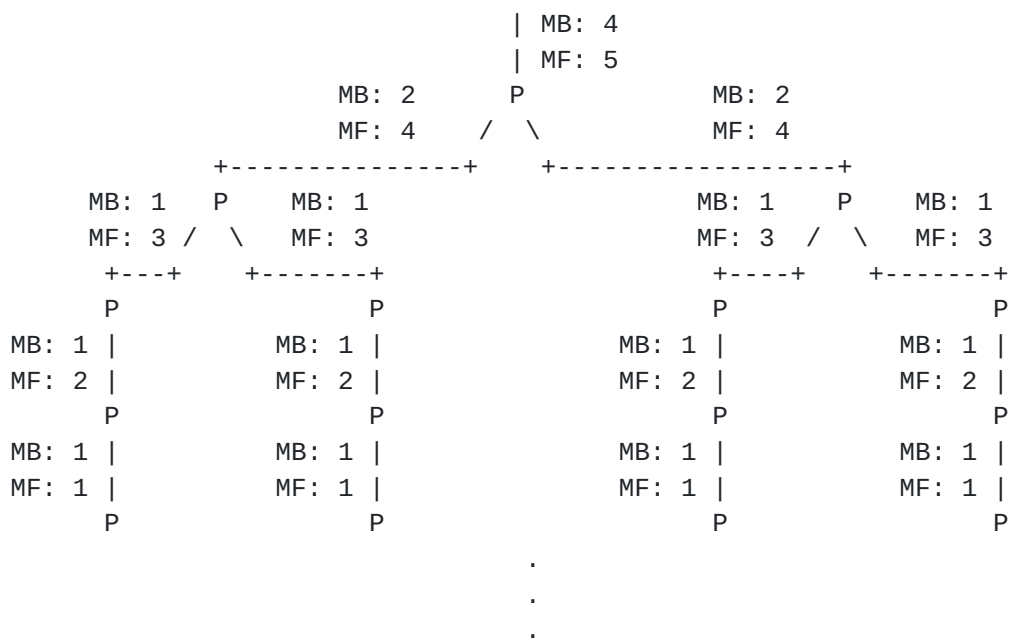 | MB: 4
                                 | MF: 5
                      MB: 2      P            MB: 2
                      MF: 4    /  \           MF: 4
              +---------------+    +------------------+
      MB: 1   P    MB: 1                     MB: 1    P    MB: 1
      MF: 3 /  \   MF: 3                     MF: 3  /  \   MF: 3
       +---+    +-------+                     +----+    +-------+
       P                P                     P                 P
 MB: 1 |          MB: 1 |               MB: 1 |           MB: 1 |
 MF: 2 |          MF: 2 |               MF: 2 |           MF: 2 |
       P                P                     P                 P
 MB: 1 |          MB: 1 |               MB: 1 |           MB: 1 |
 MF: 1 |          MF: 1 |               MF: 1 |           MF: 1 |
       P                P                     P                 P
                                  .
                                  .
                                  .